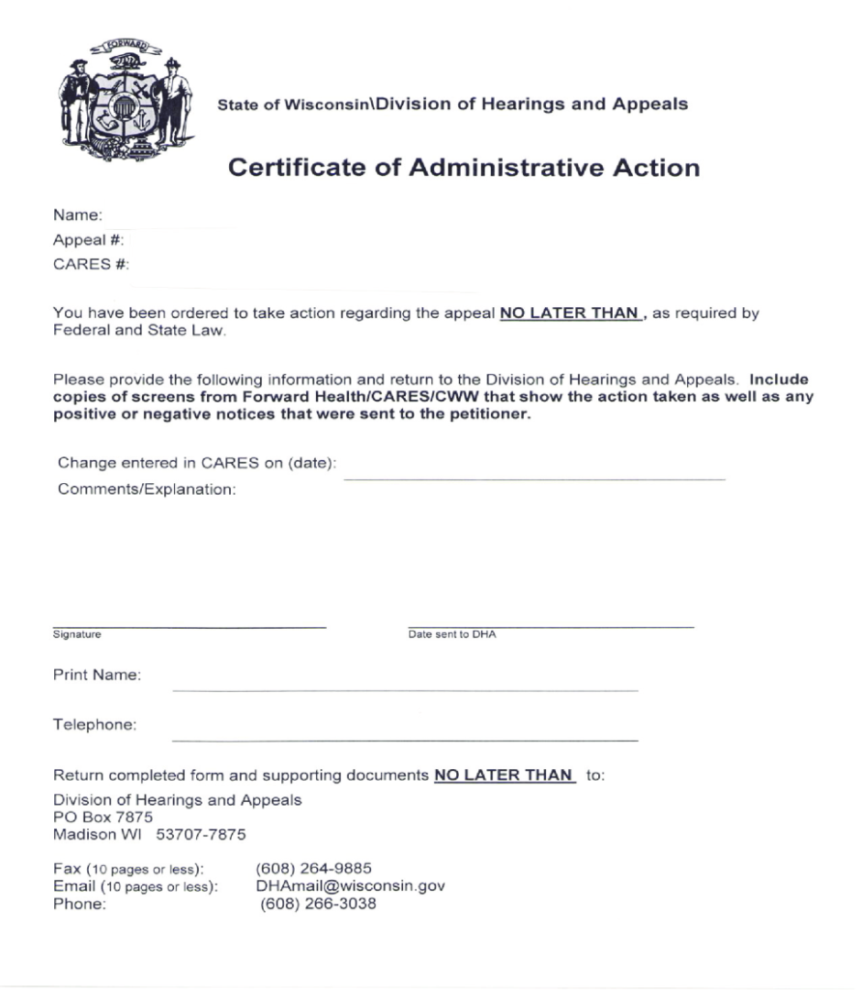 FORWARD
State of Wisconsin\Division of Hearings and Appeals
Certificate of Administrative Action
Name:
Appeal #:
CARES #:
You have been ordered to take action regarding the appeal NO LATER THAN , as required by
Federal and State Law.
Please provide the following information and return to the Division of Hearings and Appeals. Include
copies of screens from Forward Health/CARES/CWW that show the action taken as well as any
positive or negative notices that were sent to the petitioner.
Change entered in CARES on (date):
Comments/Explanation:
Signature Date sent to DHA
Print Name:
Telephone:
Return completed form and supporting documents NO LATER THAN to:
Division of Hearings and Appeals
PO Box 7875
Madison WI 53707-7875
Fax (10 pages or less): (608) 264-9885
Email (10 pages or less): DHAmail@wisconsin.gov
Phone: (608) 266-3038